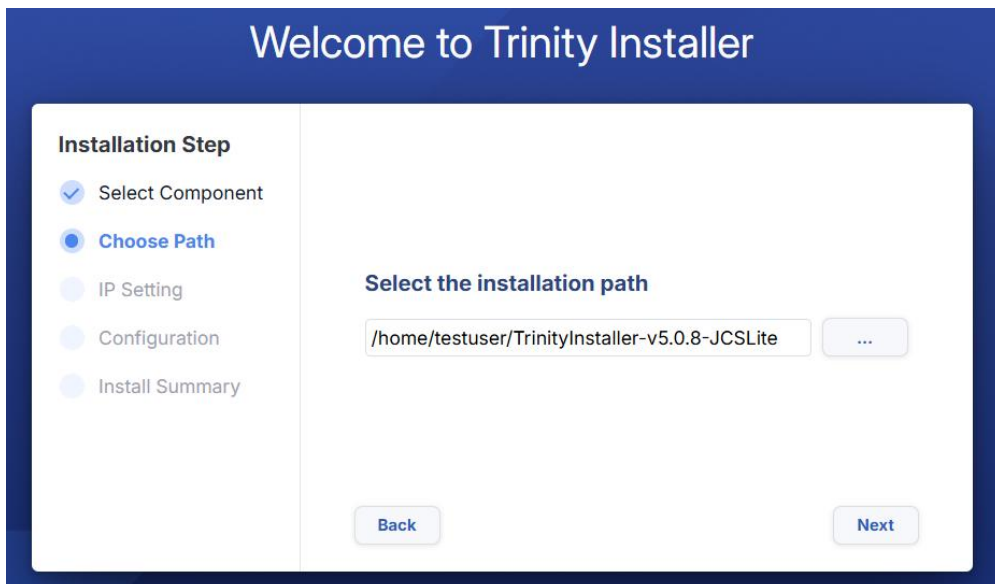 Welcome to Trinity Installer
Installation Step
Select Component
Choose Path
IP Setting
Configuration
Install Summary
Select the installation path
/home/testuser/TrinityInstaller-v5.0.8-JCSLite
...
Back
Next